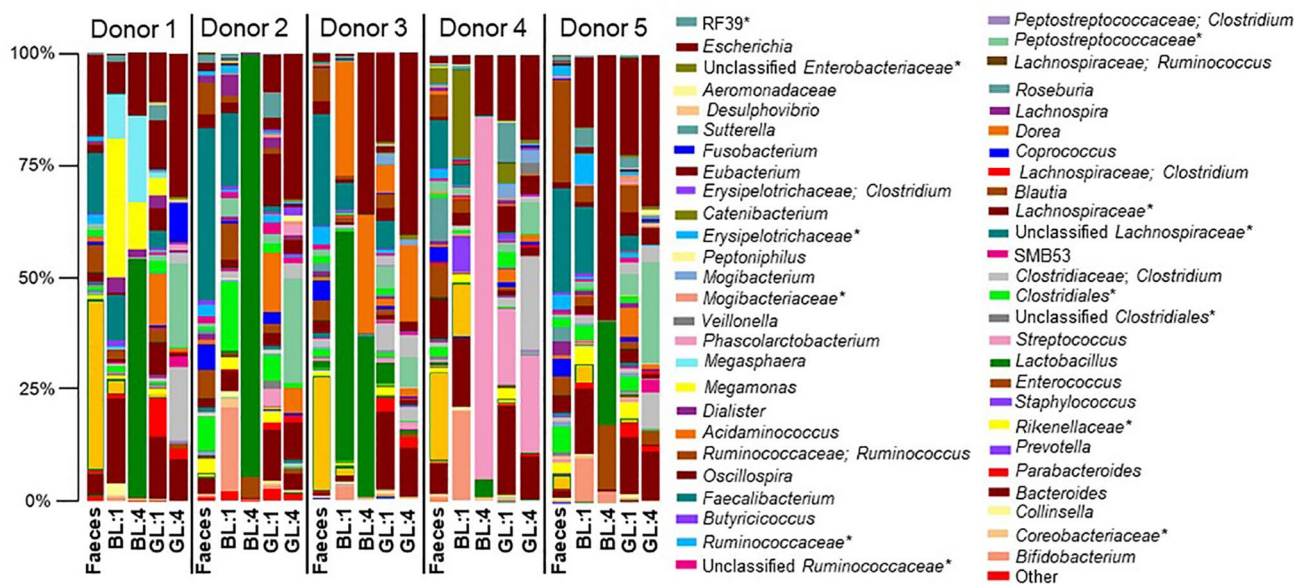 Donor 1 Donor 2 Donor 3 Donor 4 Donor 5
100%
75%
50%
25%
0%
Faeces BL:1 BL:4 GL:1 GL:4 Faeces BL:1 BL:4 GL:1 GL:4 Faeces BL:1 BL:4 GL:1 GL:4 Faeces BL:1 BL:4 GL:1 GL:4 Faeces BL:1 BL:4 GL:1 GL:4
RF39*
Escherichia
Unclassified Enterobacteriaceae*
Aeromonadaceae
Desulphovibrio
Sutterella
Fusobacterium
Eubacterium
Erysipelotrichaceae; Clostridium
Catenibacterium
Erysipelotrichaceae*
Peptoniphilus
Mogibacterium
Mogibacteriaceae*
Veillonella
Phascolarctobacterium
Megasphaera
Megamonas
Dialister
Acidaminococcus
Ruminococcaceae; Ruminococcus
Oscillospira
Faecalibacterium
Butyricicoccus
Ruminococcaceae*
Unclassified Ruminococcaceae*
Peptostreptococcaceae; Clostridium
Peptostreptococcaceae*
Lachnospiraceae; Ruminococcus
Roseburia
Lachnospira
Dorea
Coprococcus
Lachnospiraceae; Clostridium
Blautia
Lachnospiraceae*
Unclassified Lachnospiraceae*
SMB53
Clostridiaceae; Clostridium
Clostridiales*
Unclassified Clostridiales*
Streptococcus
Lactobacillus
Enterococcus
Staphylococcus
Rikenellaceae*
Prevotella
Parabacteroides
Bacteroides
Collinsella
Coreobacteriaceae*
Bifidobacterium
Other